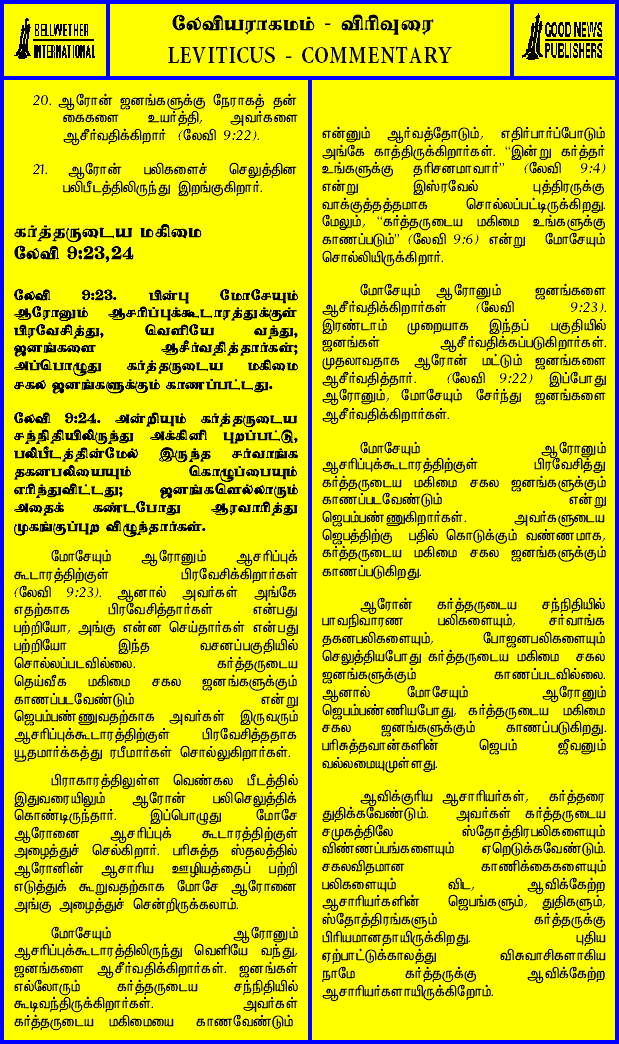 BELLWETHER
INTERNATIONAL
லேவியராகமம் - விரிவுரை
LEVITICUS - COMMENTARY
GOOD NEWS
PUBLISHERS
20. ஆரோன் ஜனங்களுக்கு நேராகத் தன்
கைகளை உயர்த்தி, அவர்களை
ஆசீர்வதிக்கிறார் (லேவி 9:22).
21. ஆரோன் பலிகளைச் செலுத்தின
பலிபீடத்திலிருந்து இறங்குகிறார்.
கர்த்தருடைய மகிமை
லேவி 9:23,24
லேவி 9:23. பின்பு மோசேயும்
ஆரோனும் ஆசரிப்புக்கூடாரத்துக்குள்
பிரவேசித்து, வெளியே வந்து,
ஜனங்களை ஆசீர்வதித்தார்கள்;
அப்பொழுது கர்த்தருடைய மகிமை
சகல ஜனங்களுக்கும் காணப்பட்டது.
லேவி 9:24. அன்றியும் கர்த்தருடைய
சந்நிதியிலிருந்து அக்கினி புறப்பட்டு,
பலிபீடத்தின்மேல் இருந்த சர்வாங்க
தகனபலியையும் கொழுப்பையும்
எரிந்துவிட்டது; ஜனங்களெல்லாரும்
அதைக் கண்டபோது ஆரவாரித்து
முகங்குப்புற விழுந்தார்கள்.
மோசேயும் ஆரோனும் ஆசரிப்புக்
கூடாரத்திற்குள் பிரவேசிக்கிறார்கள்
(லேவி 9:23). ஆனால் அவர்கள் அங்கே
எதற்காக பிரவேசித்தார்கள் என்பது
பற்றியோ, அங்கு என்ன செய்தார்கள் என்பது
பற்றியோ இந்த வசனப்பகுதியில்
சொல்லப்படவில்லை. கர்த்தருடைய
தெய்வீக மகிமை சகல ஜனங்களுக்கும்
காணப்படவேண்டும் என்று
ஜெபம்பண்ணுவதற்காக அவர்கள் இருவரும்
ஆசரிப்புக்கூடாரத்திற்குள் பிரவேசித்ததாக
யூதமார்க்கத்து ரபீமார்கள் சொல்லுகிறார்கள்.
பிராகாரத்திலுள்ள வெண்கல பீடத்தில்
இதுவரையிலும் ஆரோன் பலிசெலுத்திக்
கொண்டிருந்தார். இப்பொழுது மோசே
ஆரோனை ஆசரிப்புக் கூடாரத்திற்குள்
அழைத்துச் செல்கிறார். பரிசுத்த ஸ்தலத்தில்
ஆரோனின் ஆசாரிய ஊழியத்தைப் பற்றி
எடுத்துக் கூறுவதற்காக மோசே ஆரோனை
அங்கு அழைத்துச் சென்றிருக்கலாம்.
மோசேயும் ஆரோனும்
ஆசரிப்புக்கூடாரத்திலிருந்து வெளியே வந்து,
ஜனங்களை ஆசீர்வதிக்கிறார்கள். ஜனங்கள்
எல்லோரும் கர்த்தருடைய சந்நிதியில்
கூடிவந்திருக்கிறார்கள். அவர்கள்
கர்த்தருடைய மகிமையை காணவேண்டும்
என்னும் ஆர்வத்தோடும், எதிர்பார்ப்போடும்
அங்கே காத்திருக்கிறார்கள். “இன்று கர்த்தர்
உங்களுக்கு தரிசனமாவார்” (லேவி 9:4)
என்று இஸ்ரவேல் புத்திரருக்கு
வாக்குத்தத்தமாக சொல்லப்பட்டிருக்கிறது.
மேலும், “கர்த்தருடைய மகிமை உங்களுக்கு
காணப்படும்” (லேவி 9:6) என்று மோசேயும்
சொல்லியிருக்கிறார்.
மோசேயும் ஆரோனும் ஜனங்களை
ஆசீர்வதிக்கிறார்கள் (லேவி 9:23).
இரண்டாம் முறையாக இந்தப் பகுதியில்
ஜனங்கள் ஆசீர்வதிக்கப்படுகிறார்கள்.
முதலாவதாக ஆரோன் மட்டும் ஜனங்களை
ஆசீர்வதித்தார். (லேவி 9:22) இப்போது
ஆரோனும், மோசேயும் சேர்ந்து ஜனங்களை
ஆசீர்வதிக்கிறார்கள்.
மோசேயும் ஆரோனும்
ஆசரிப்புக்கூடாரத்திற்குள் பிரவேசித்து
கர்த்தருடைய மகிமை சகல ஜனங்களுக்கும்
காணப்படவேண்டும் என்று
ஜெபம்பண்ணுகிறார்கள். அவர்களுடைய
ஜெபத்திற்கு பதில் கொடுக்கும் வண்ணமாக,
கர்த்தருடைய மகிமை சகல ஜனங்களுக்கும்
காணப்படுகிறது.
ஆரோன் கர்த்தருடைய சந்நிதியில்
பாவநிவாரண பலிகளையும், சர்வாங்க
தகனபலிகளையும், போஜனபலிகளையும்
செலுத்தியபோது கர்த்தருடைய மகிமை சகல
ஜனங்களுக்கும் காணப்படவில்லை.
ஆனால் மோசேயும் ஆரோனும்
ஜெபம்பண்ணியபோது, கர்த்தருடைய மகிமை
சகல ஜனங்களுக்கும் காணப்படுகிறது.
பரிசுத்தவான்களின் ஜெபம் ஜீவனும்
வல்லமையுமுள்ளது.
ஆவிக்குரிய ஆசாரியர்கள், கர்த்தரை
துதிக்கவேண்டும். அவர்கள் கர்த்தருடைய
சமுகத்திலே ஸ்தோத்திரபலிகளையும்
விண்ணப்பங்களையும் ஏறெடுக்கவேண்டும்.
சகலவிதமான காணிக்கைகளையும்
பலிகளையும் விட, ஆவிக்கேற்ற
ஆசாரியர்களின் ஜெபங்களும், துதிகளும்,
ஸ்தோத்திரங்களும் கர்த்தருக்கு
பிரியமானதாயிருக்கிறது. புதிய
ஏற்பாட்டுக்காலத்து விசுவாசிகளாகிய
நாமே கர்த்தருக்கு ஆவிக்கேற்ற
ஆசாரியர்களாயிருக்கிறோம்.